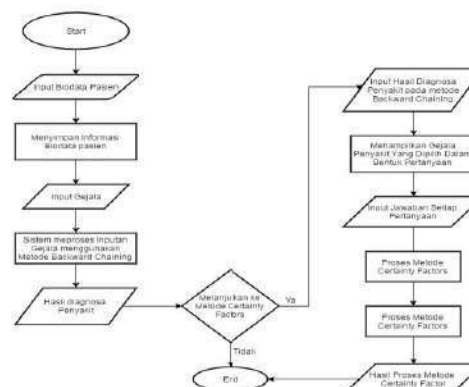 Start
Input Biodata Pasien
Menyimpan Informasi
Biodata pasien
Input Gejala
Sistem meproses Inputan
Gejala menggunakan
Metode Backward Chaining
Hasil diagnosa
Penyakit
Melanjukan ke
Metode Certainty
Factors
Ya
Tidak
End
Input Hasil Diagnosa
Penyakit pada metode
Backward Chaining
Menampilkan Gejala
Penyakit Yang Dipilih Dalam
Bentuk Pertanyaan
Input Jawaban Setiap
Pertanyaan
Proses Metode
Certainty Factors
Proses Metode
Certainty Factors
Hasil Proses Metode
Certainty Factor